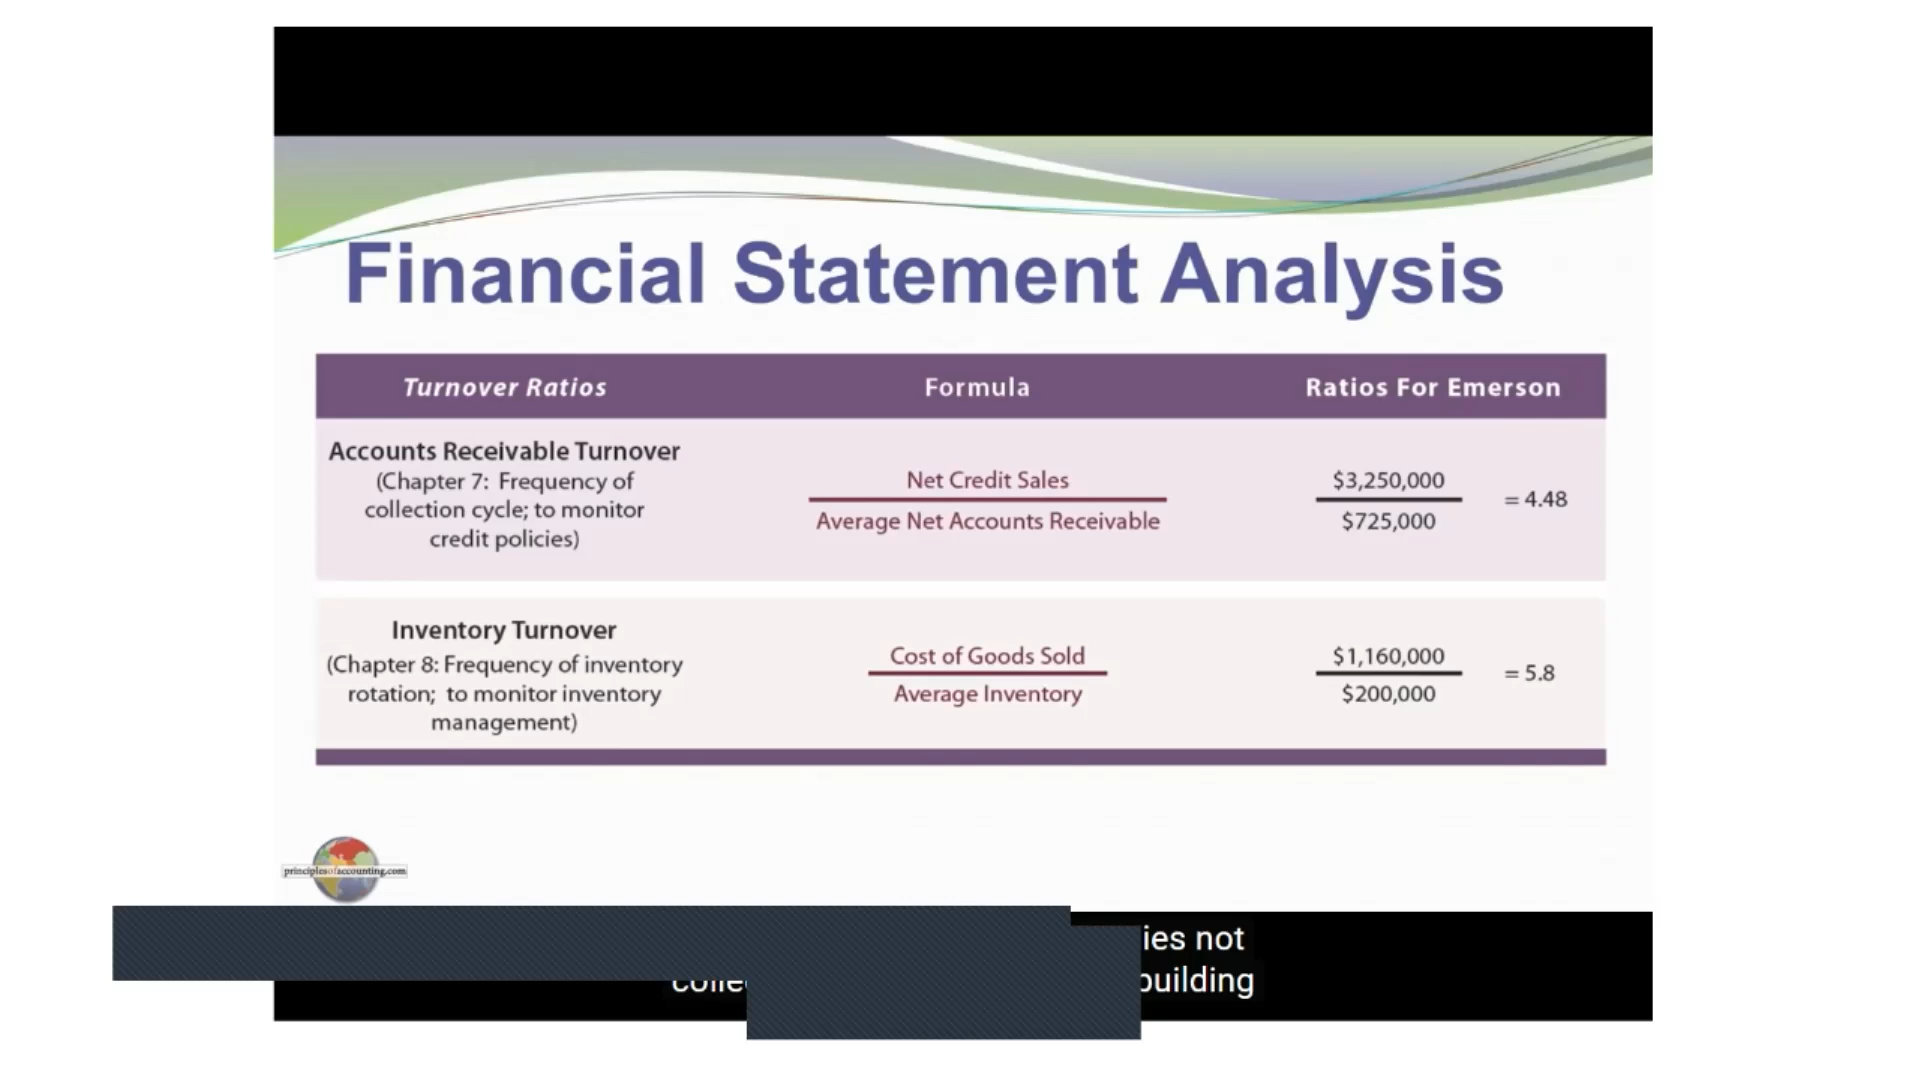 Financial Statement Analysis
Turnover Ratios Formula Ratios For Emerson
Accounts Receivable Turnover
(Chapter 7: Frequency of
collection cycle; to monitor
credit policies)
Net Credit Sales
Average Net Accounts Receivable
$3,250,000
$725,000
= 4.48
Inventory Turnover
(Chapter 8: Frequency of inventory
rotation; to monitor inventory
management)
Cost of Goods Sold
Average Inventory
$1,160,000
$200,000
= 5.8
principlesofaccounting.com
not
building